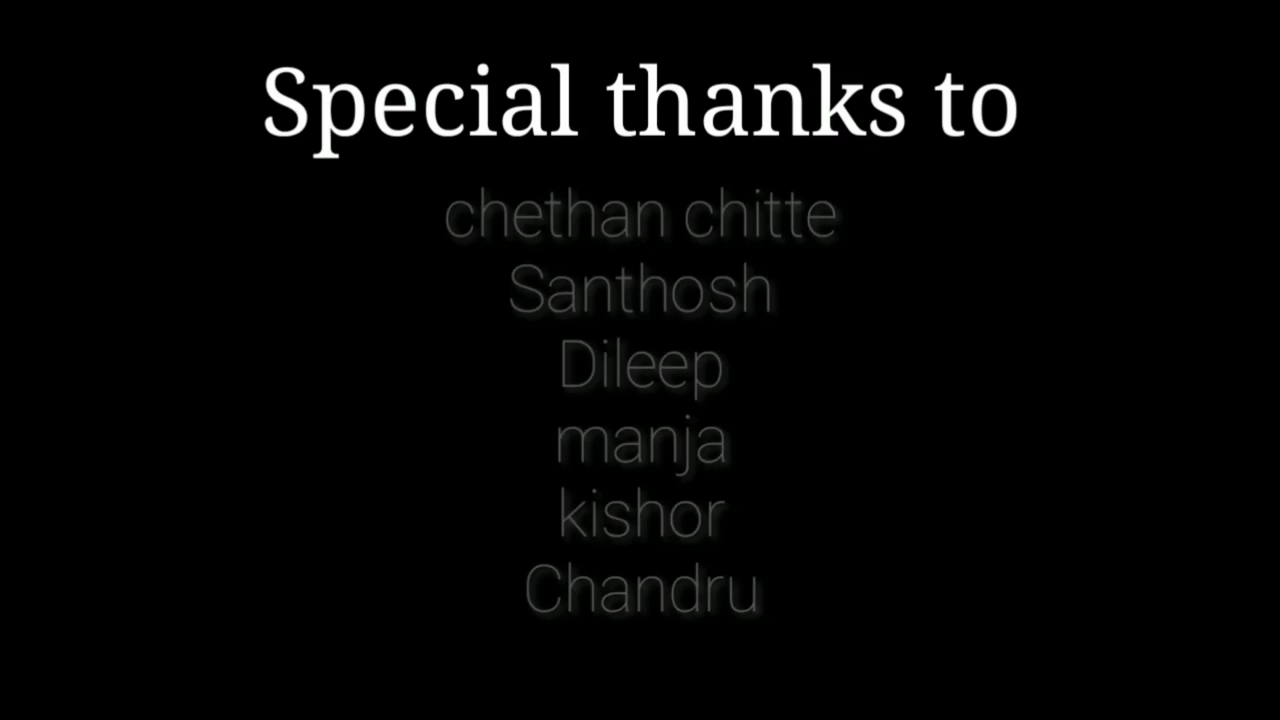 Special thanks to
chethan chitte
Santhosh
Dileep
manja
kishor
Chandru